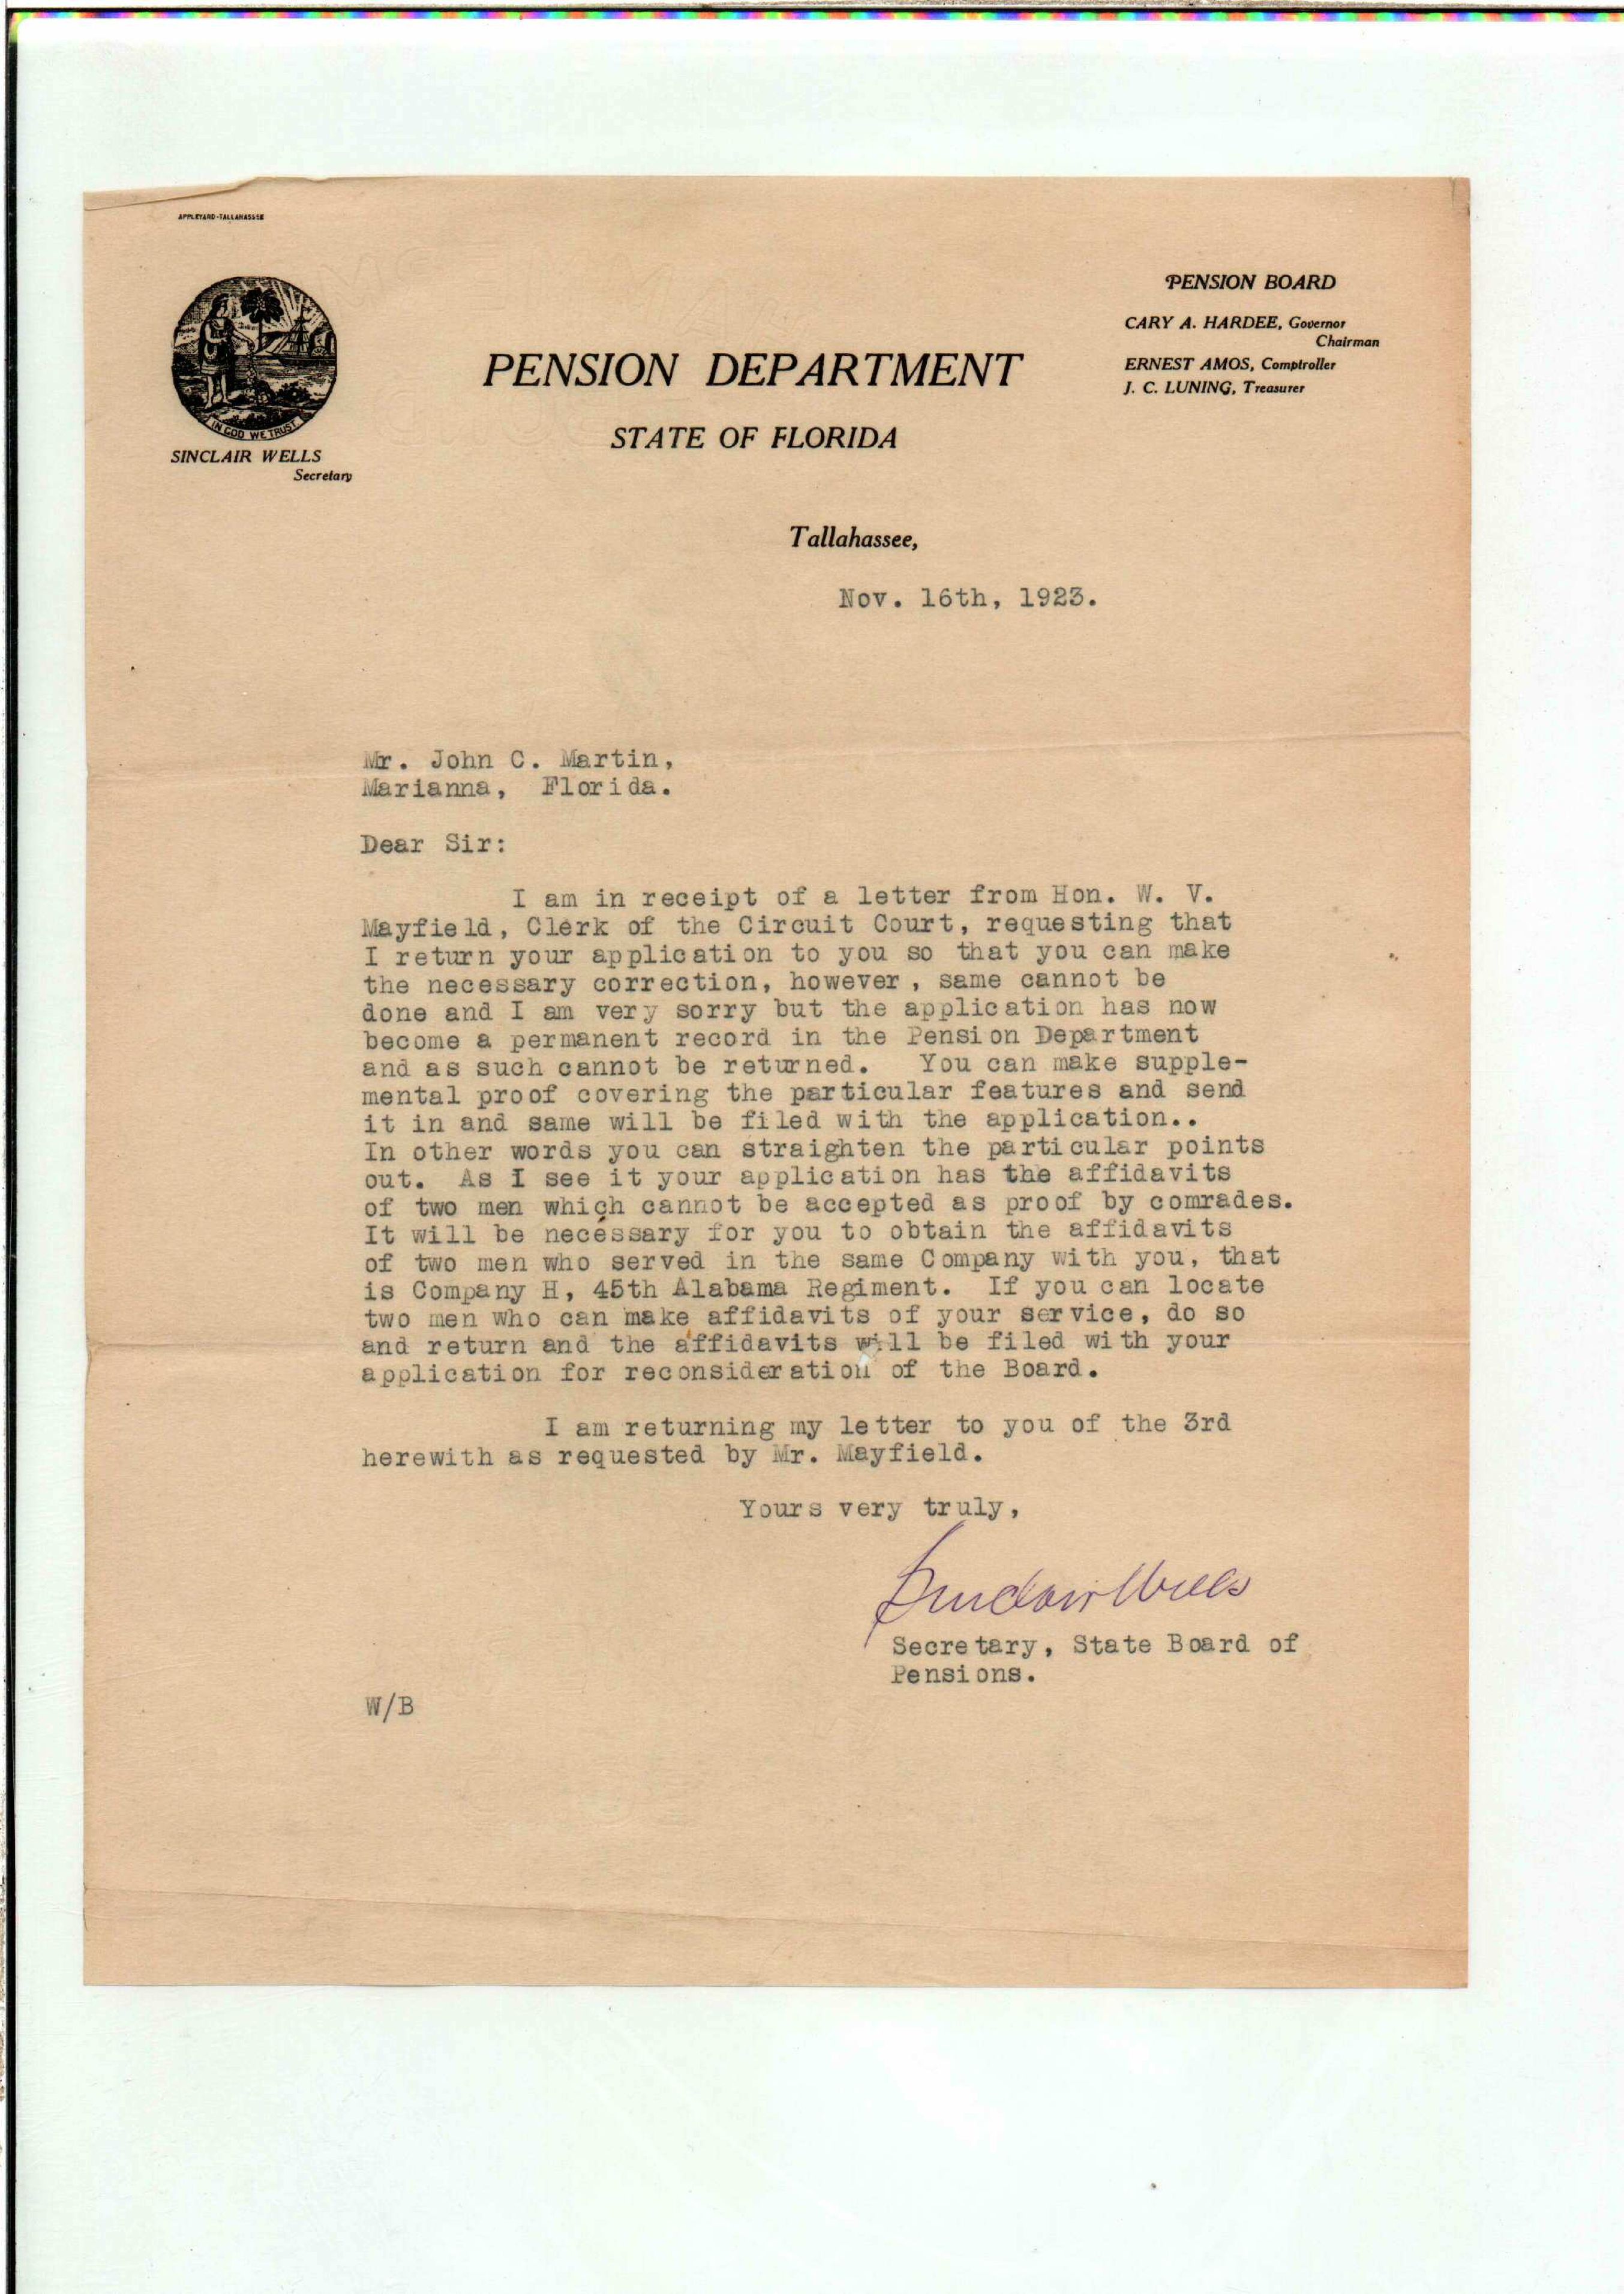 APPLEYARD-TALLAHASSEE
PENSION BOARD
CARY A. HARDEE, Governor
Chairman
ERNEST AMOS, Comptroller
J. C. LUNING, Treasurer
IN GOD WE TRUST
SINCLAIR WELLS
Secretary
PENSION DEPARTMENT
STATE OF FLORIDA
Tallahassee,
Nov. 16th, 1923.
Mr. John C. Martin,
Marianna, Florida.
Dear Sir:
I am in receipt of a letter from Hon. W. V.
Mayfield, Clerk of the Circuit Court, requesting that
I return your application to you so that you can make
the necessary correction, however, same cannot be
done and I am very sorry but the application has now
become a permanent record in the Pension Department
and as such cannot be returned. You can make supple-
mental proof covering the particular features and send
it in and same will be filed with the application..
In other words you can straighten the particular points
out. As I see it your application has the affidavits
of two men which cannot be accepted as proof by comrades.
It will be necessary for you to obtain the affidavits
of two men who served in the same Company with you, that
is Company H, 45th Alabama Regiment. If you can locate
two men who can make affidavits of your service, do so
and return and the affidavits will be filed with your
application for reconsideration of the Board.
I am returning my letter to you of the 3rd
herewith as requested by Mr. Mayfield.
Yours very truly,
Sinclair Wells
Secretary, State Board of
Pensions.
W/B